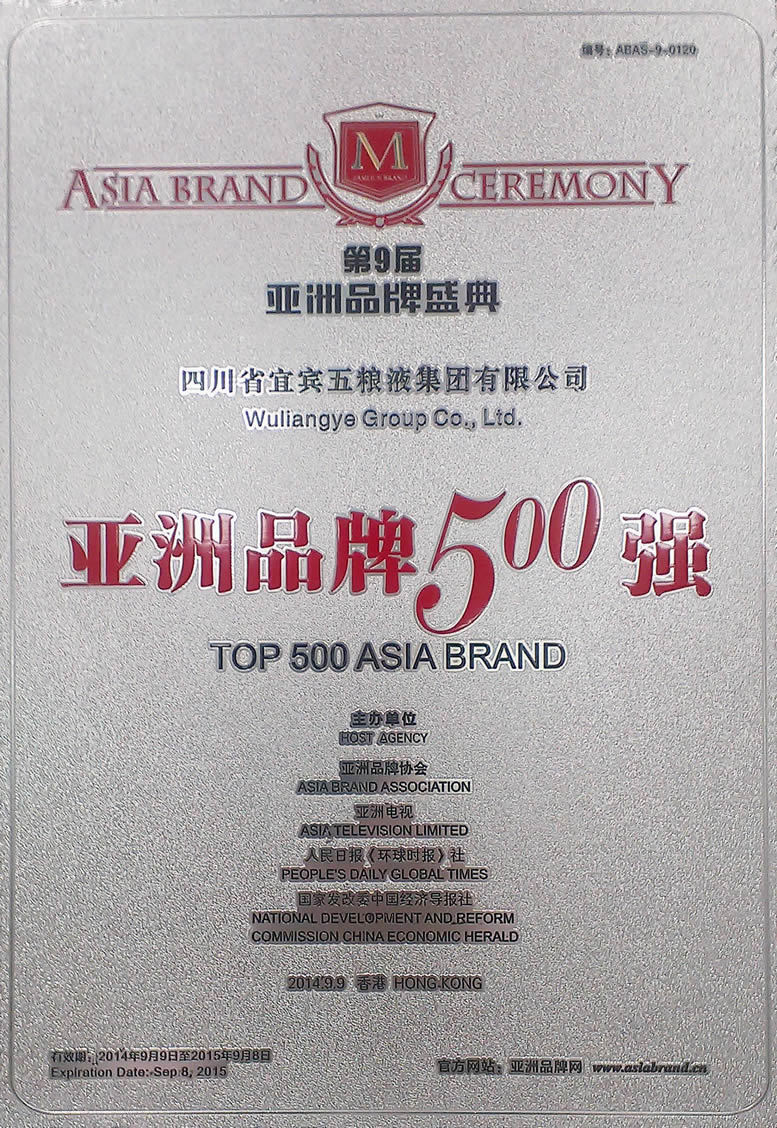 编号：ABAS-9-0120
M
ASIA BRAND CEREMONY
第9届
亚洲品牌盛典
四川省宜宾五粮液集团有限公司
Wuliangye Group Co., Ltd.
亚洲品牌500强
TOP 500 ASIA BRAND
主办单位
HOST AGENCY
亚洲品牌协会
ASIA BRAND ASSOCIATION
亚洲电视
ASIA TELEVISION LIMITED
人民日报《环球时报》社
PEOPLE'S DAILY GLOBAL TIMES
国家发改委中国经济导报社
NATIONAL DEVELOPMENT AND REFORM
COMMISSION CHINA ECONOMIC HERALD
2014.9.9 香港 HONG KONG
有效期：2014年9月9日至2015年9月8日
Expiration Date: Sep.8, 2015
官方网站：亚洲品牌网 www.asiabrand.cn